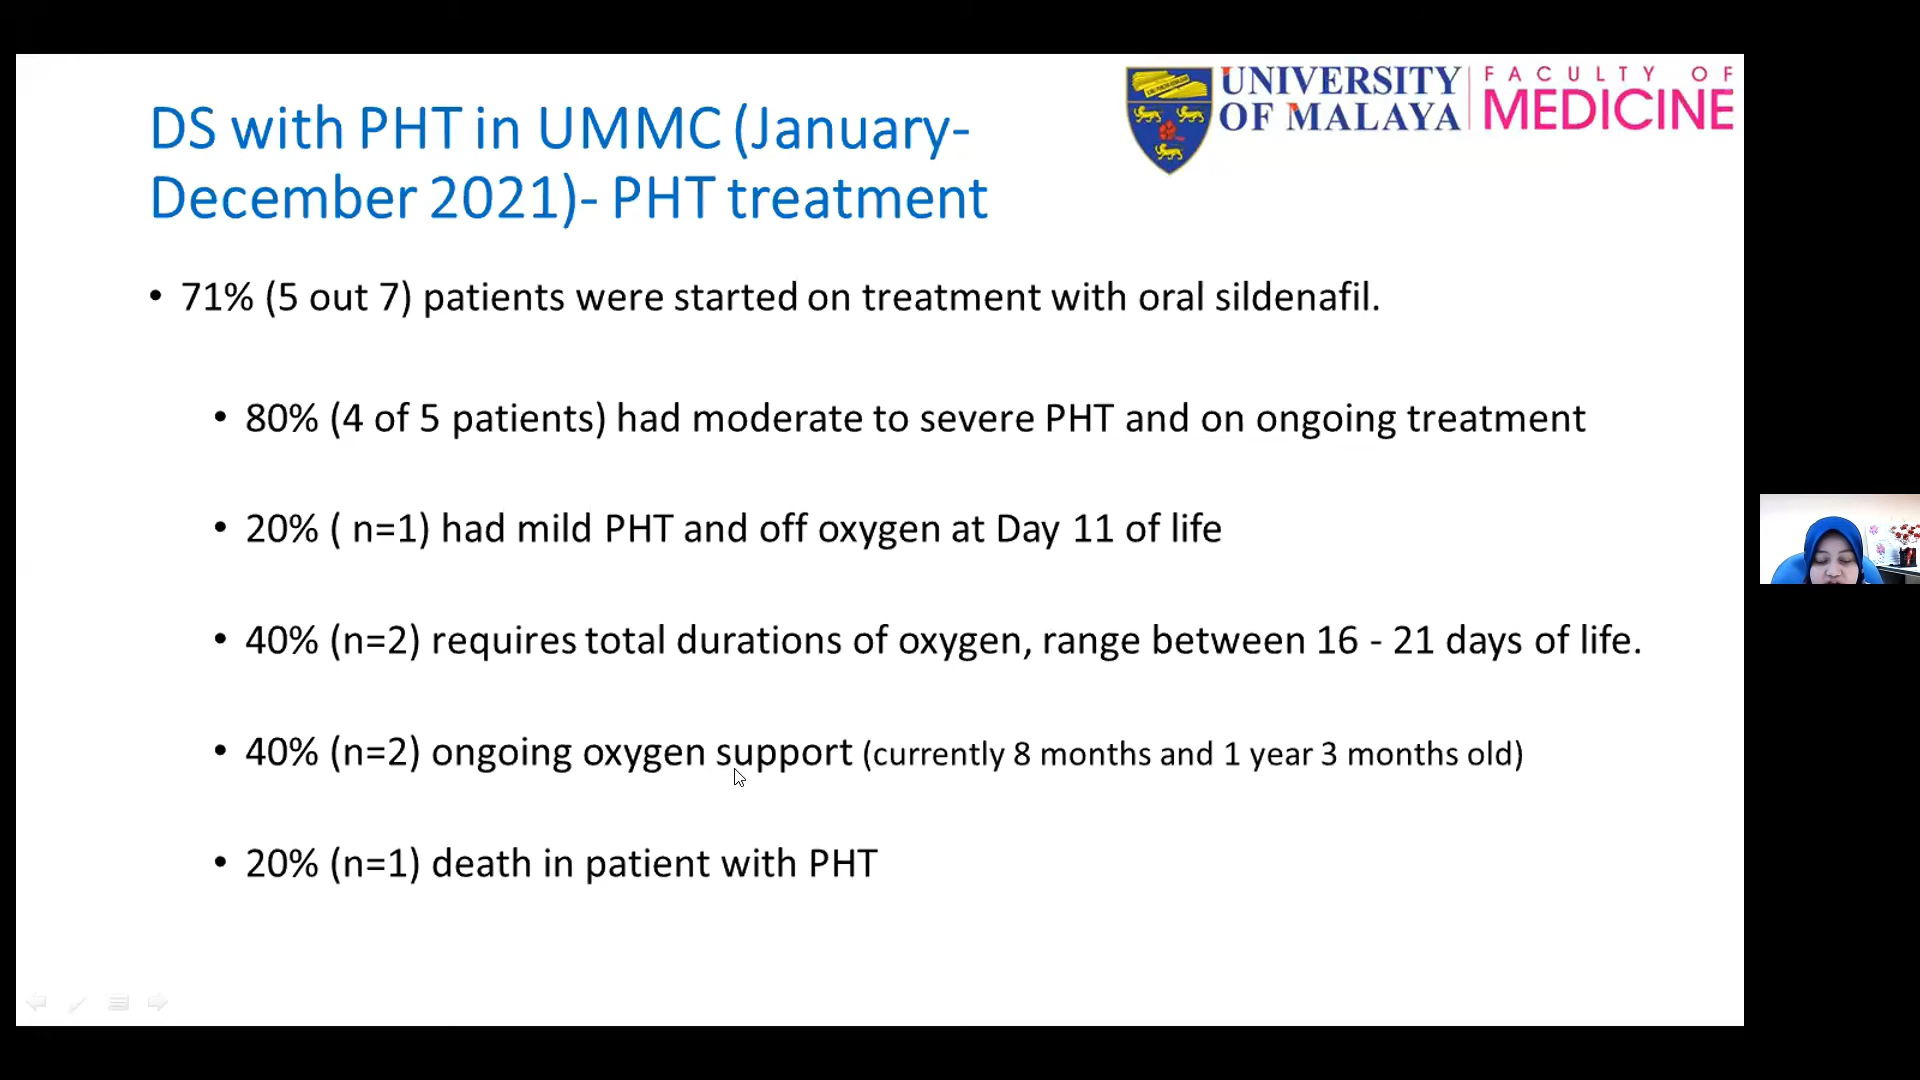 UNIVERSITY OF MALAYA
FACULTY OF MEDICINE
DS with PHT in UMMC (January-
December 2021)- PHT treatment
• 71% (5 out 7) patients were started on treatment with oral sildenafil.
• 80% (4 of 5 patients) had moderate to severe PHT and on ongoing treatment
• 20% ( n=1) had mild PHT and off oxygen at Day 11 of life
• 40% (n=2) requires total durations of oxygen, range between 16 - 21 days of life.
• 40% (n=2) ongoing oxygen support (currently 8 months and 1 year 3 months old)
• 20% (n=1) death in patient with PHT